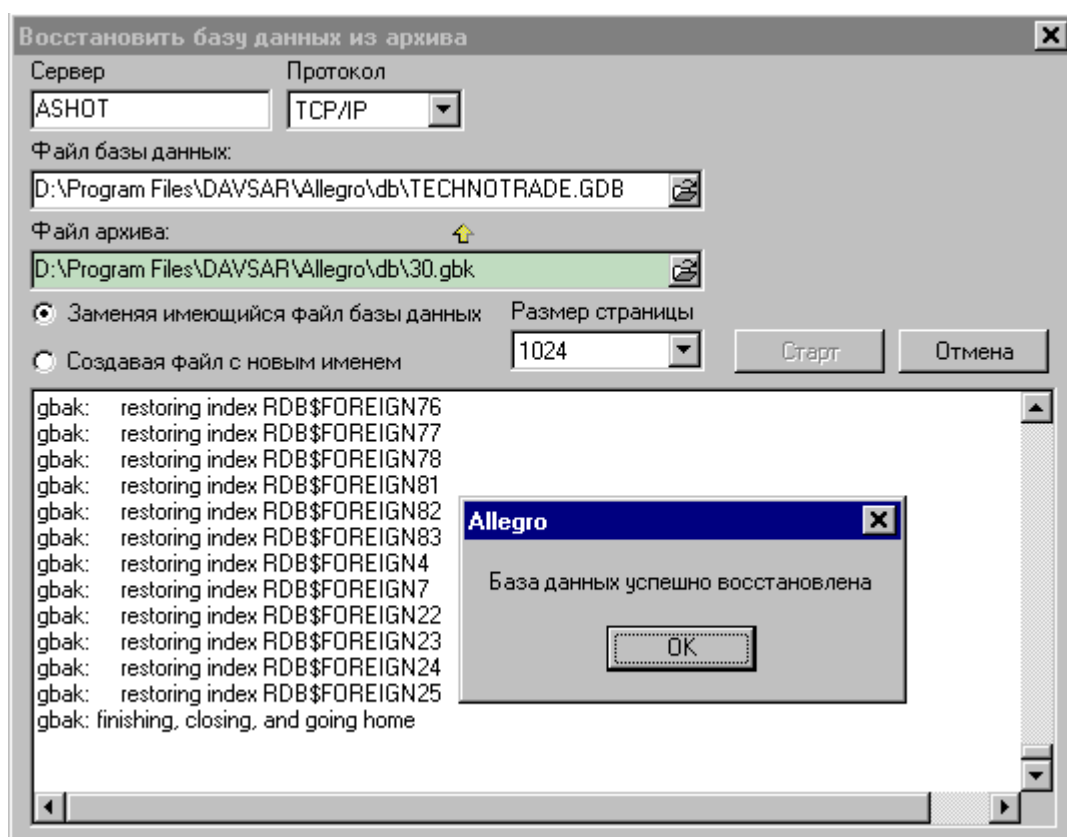 Восстановить базу данных из архива
Сервер
Протокол
ASHOT
TCP/IP
Файл базы данных:
D:\Program Files\DAVSAR\Allegro\db\TECHNOTRADE.GDB
Файл архива:
D:\Program Files\DAVSAR\Allegro\db\30.gbk
Заменяя имеющийся файл базы данных
Размер страницы
Создавая файл с новым именем
1024
Старт
Отмена
gbak: restoring index RDB$FOREIGN76
gbak: restoring index RDB$FOREIGN77
gbak: restoring index RDB$FOREIGN78
gbak: restoring index RDB$FOREIGN81
gbak: restoring index RDB$FOREIGN82
gbak: restoring index RDB$FOREIGN83
gbak: restoring index RDB$FOREIGN4
gbak: restoring index RDB$FOREIGN7
gbak: restoring index RDB$FOREIGN22
gbak: restoring index RDB$FOREIGN23
gbak: restoring index RDB$FOREIGN24
gbak: restoring index RDB$FOREIGN25
gbak: finishing, closing, and going home
Allegro
База данных успешно восстановлена
OK